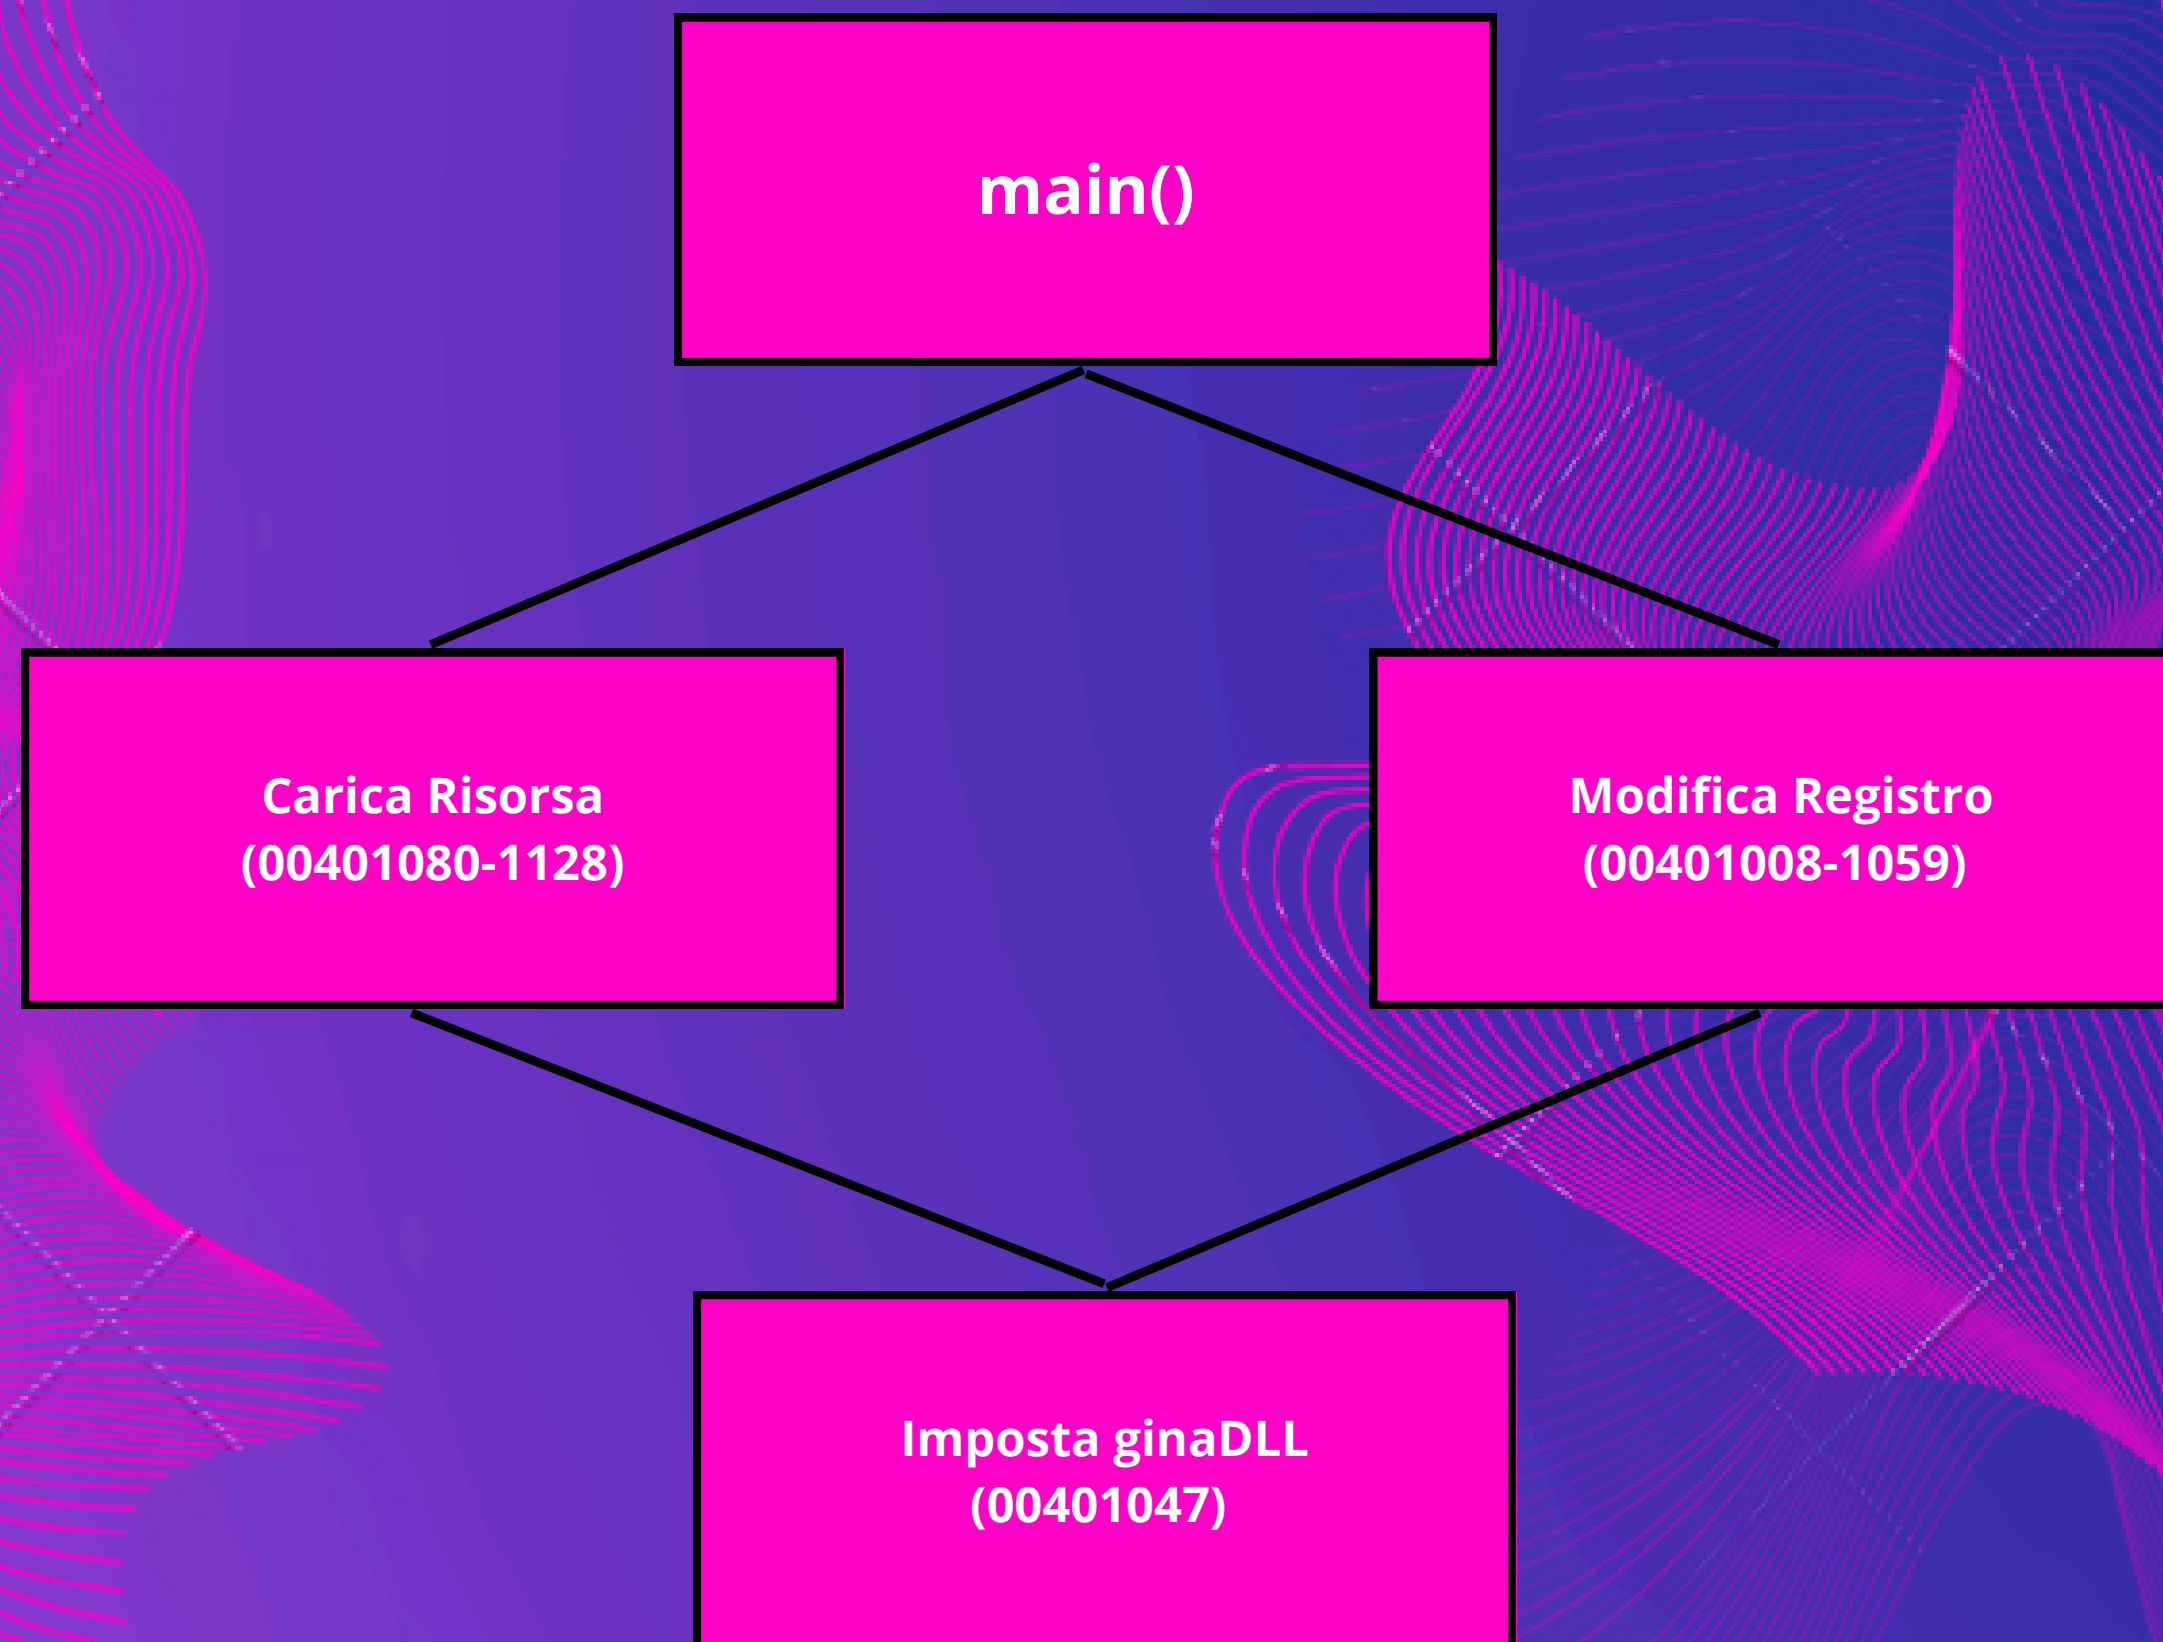 main()
Carica Risorsa
(00401080-1128)
Modifica Registro
(00401008-1059)
Imposta ginaDLL
(00401047)